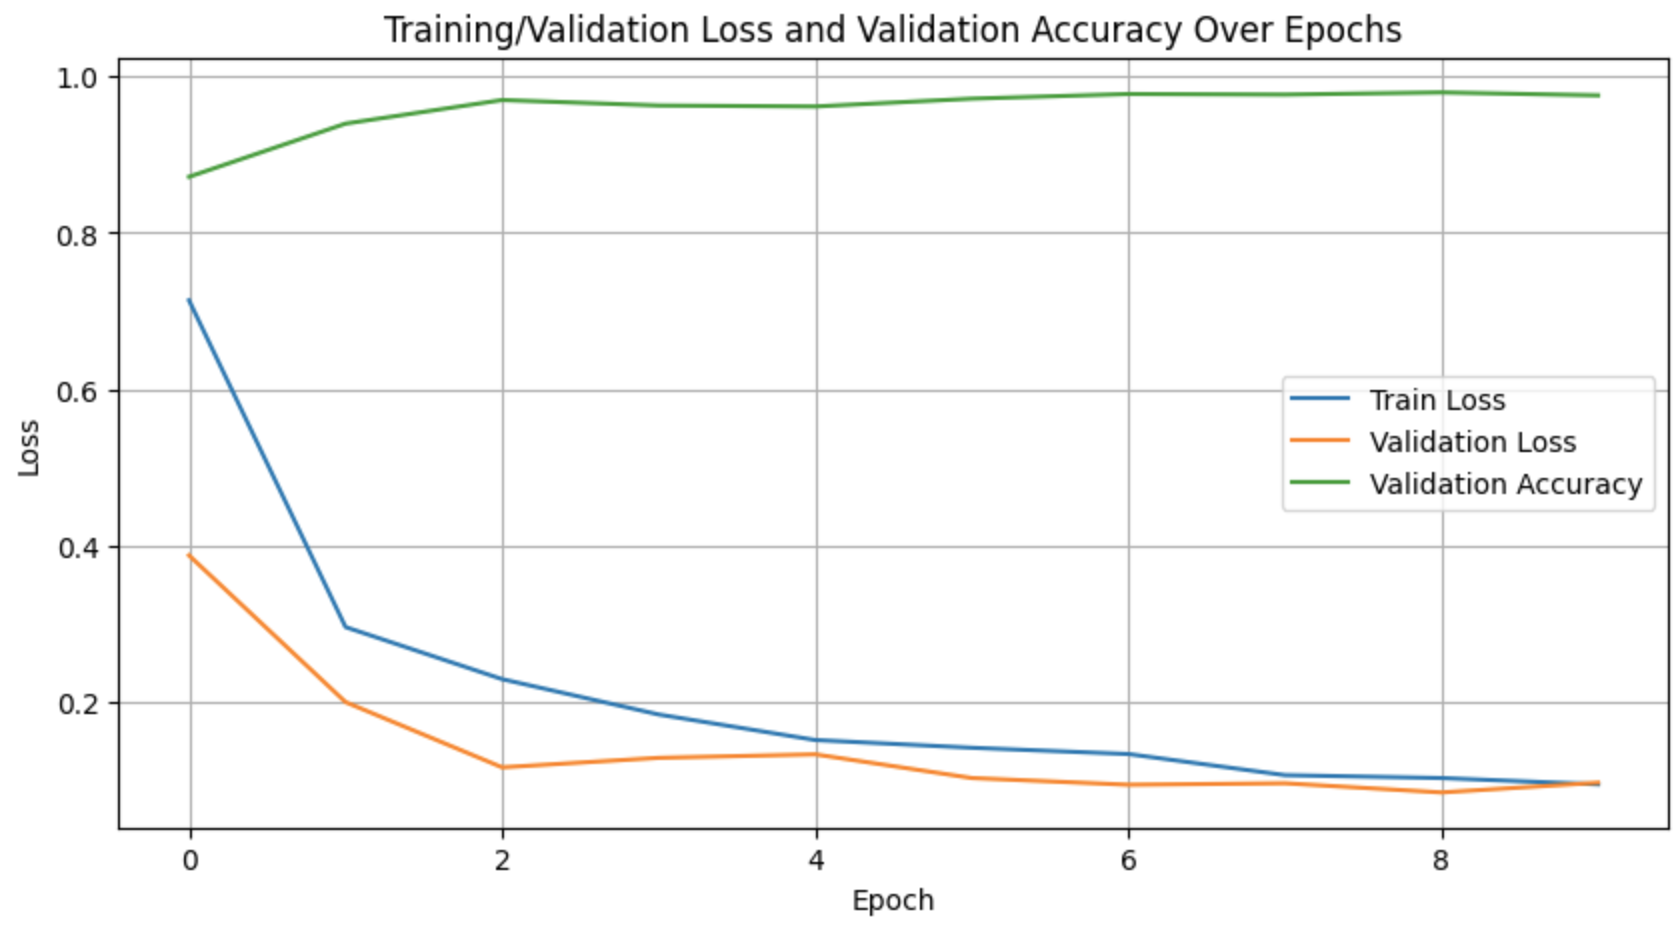 Training/Validation Loss and Validation Accuracy Over Epochs
1.0
0.8
0.6
0.4
0.2
Loss
Train Loss
Validation Loss
Validation Accuracy
0 2 4 6 8
Epoch